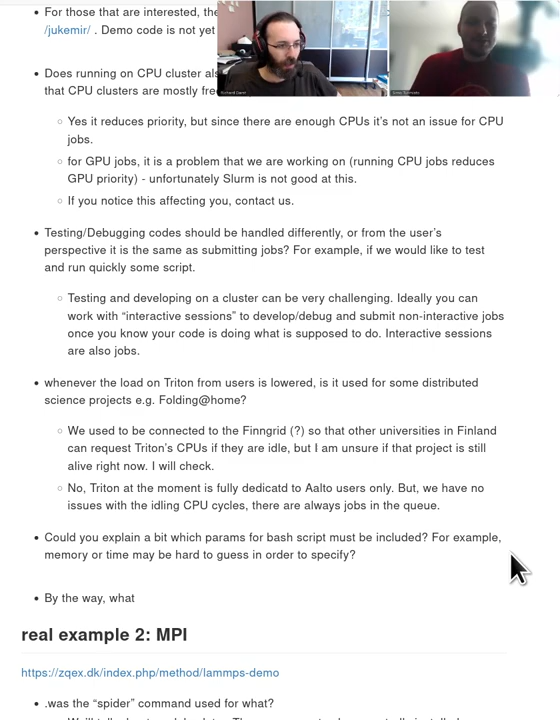 For those that are interested, the
/jukemir/ . Demo code is not yet
Does running on CPU cluster als
that CPU clusters are mostly fre
Yes it reduces priority, but since there are enough CPUs it's not an issue for CPU
jobs.
for GPU jobs, it is a problem that we are working on (running CPU jobs reduces
GPU priority) - unfortunately Slurm is not good at this.
If you notice this affecting you, contact us.
Testing/Debugging codes should be handled differently, or from the user's
perspective it is the same as submitting jobs? For example, if we would like to test
and run quickly some script.
Testing and developing on a cluster can be very challenging. Ideally you can
work with “interactive sessions” to develop/debug and submit non-interactive jobs
once you know your code is doing what is supposed to do. Interactive sessions
are also jobs.
whenever the load on Triton from users is lowered, is it used for some distributed
science projects e.g. Folding@home?
We used to be connected to the Finngrid (?) so that other universities in Finland
can request Triton's CPUs if they are idle, but I am unsure if that project is still
alive right now. I will check.
No, Triton at the moment is fully dedicatd to Aalto users only. But, we have no
issues with the idling CPU cycles, there are always jobs in the queue.
Could you explain a bit which params for bash script must be included? For example,
memory or time may be hard to guess in order to specify?
By the way, what
real example 2: MPI
https://zqex.dk/index.php/method/lammps-demo
.was the “spider” command used for what?